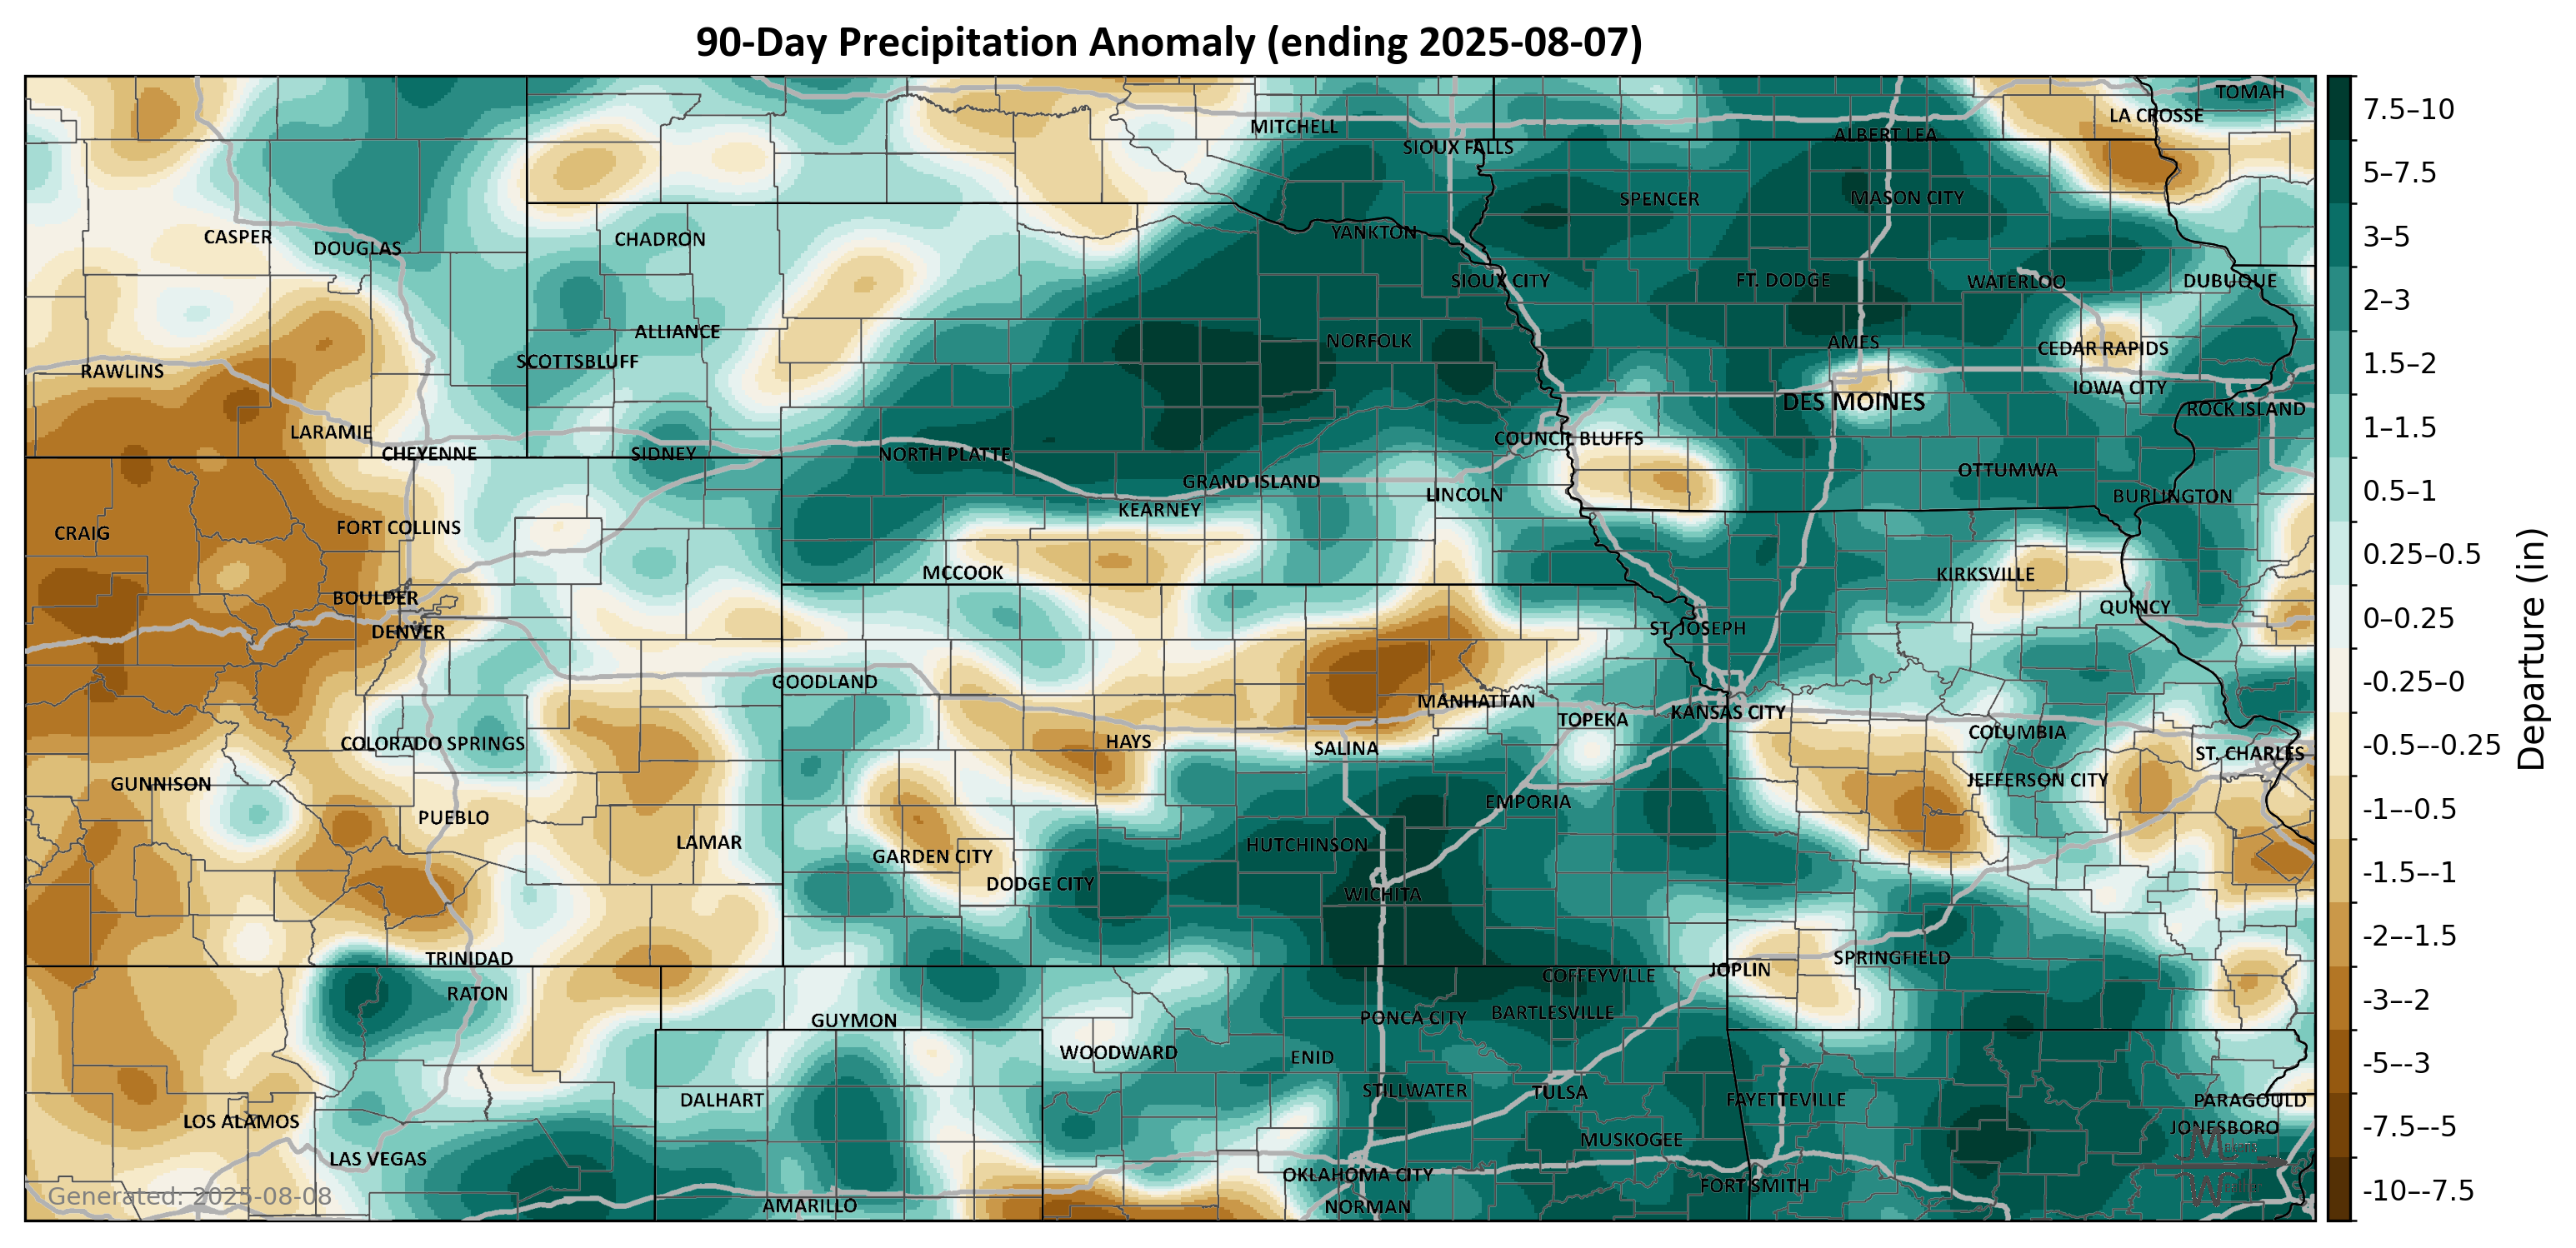 90-Day Precipitation Anomaly (ending 2025-08-07)
TOMAH
LA CROSSE
MITCHELL
ALBERT LEA
SIOUX FALLS
SPENCER
MASON CITY
CASPER
DOUGLAS
CHADRON
YANKTON
SIOUX CITY
FT. DODGE
WATERLOO
DUBUQUE
ALLIANCE
NORFOLK
AMES
CEDAR RAPIDS
SCOTTSBLUFF
RAWLINS
IOWA CITY
DES MOINES
ROCK ISLAND
LARAMIE
COUNCIL BLUFFS
CHEYENNE
SIDNEY
NORTH PLATTE
OTTUMWA
GRAND ISLAND
LINCOLN
BURLINGTON
KEARNEY
CRAIG
FORT COLLINS
MCCOOK
KIRKSVILLE
BOULDER
QUINCY
DENVER
ST. JOSEPH
GOODLAND
MANHATTAN
TOPEKA
KANSAS CITY
COLUMBIA
COLORADO SPRINGS
HAYS
SALINA
ST. CHARLES
GUNNISON
JEFFERSON CITY
EMPORIA
PUEBLO
LAMAR
HUTCHINSON
GARDEN CITY
DODGE CITY
WICHITA
TRINIDAD
SPRINGFIELD
JOPLIN
COFFEYVILLE
RATON
BARTLESVILLE
PONCA CITY
GUYMON
WOODWARD
ENID
STILLWATER
TULSA
DALHART
FAYETTEVILLE
PARAGOULD
LOS ALAMOS
JONESBORO
MUSKOGEE
LAS VEGAS
OKLAHOMA CITY
FORT SMITH
AMARILLO
NORMAN
Generated: 2025-08-08
7.5–10
5–7.5
3–5
2–3
1.5–2
1–1.5
0.5–1
0.25–0.5
0–0.25
-0.25–0
-0.5–-0.25
-1–-0.5
-1.5–-1
-2–-1.5
-3–-2
-5–-3
-7.5–-5
-10–-7.5
Departure (in)